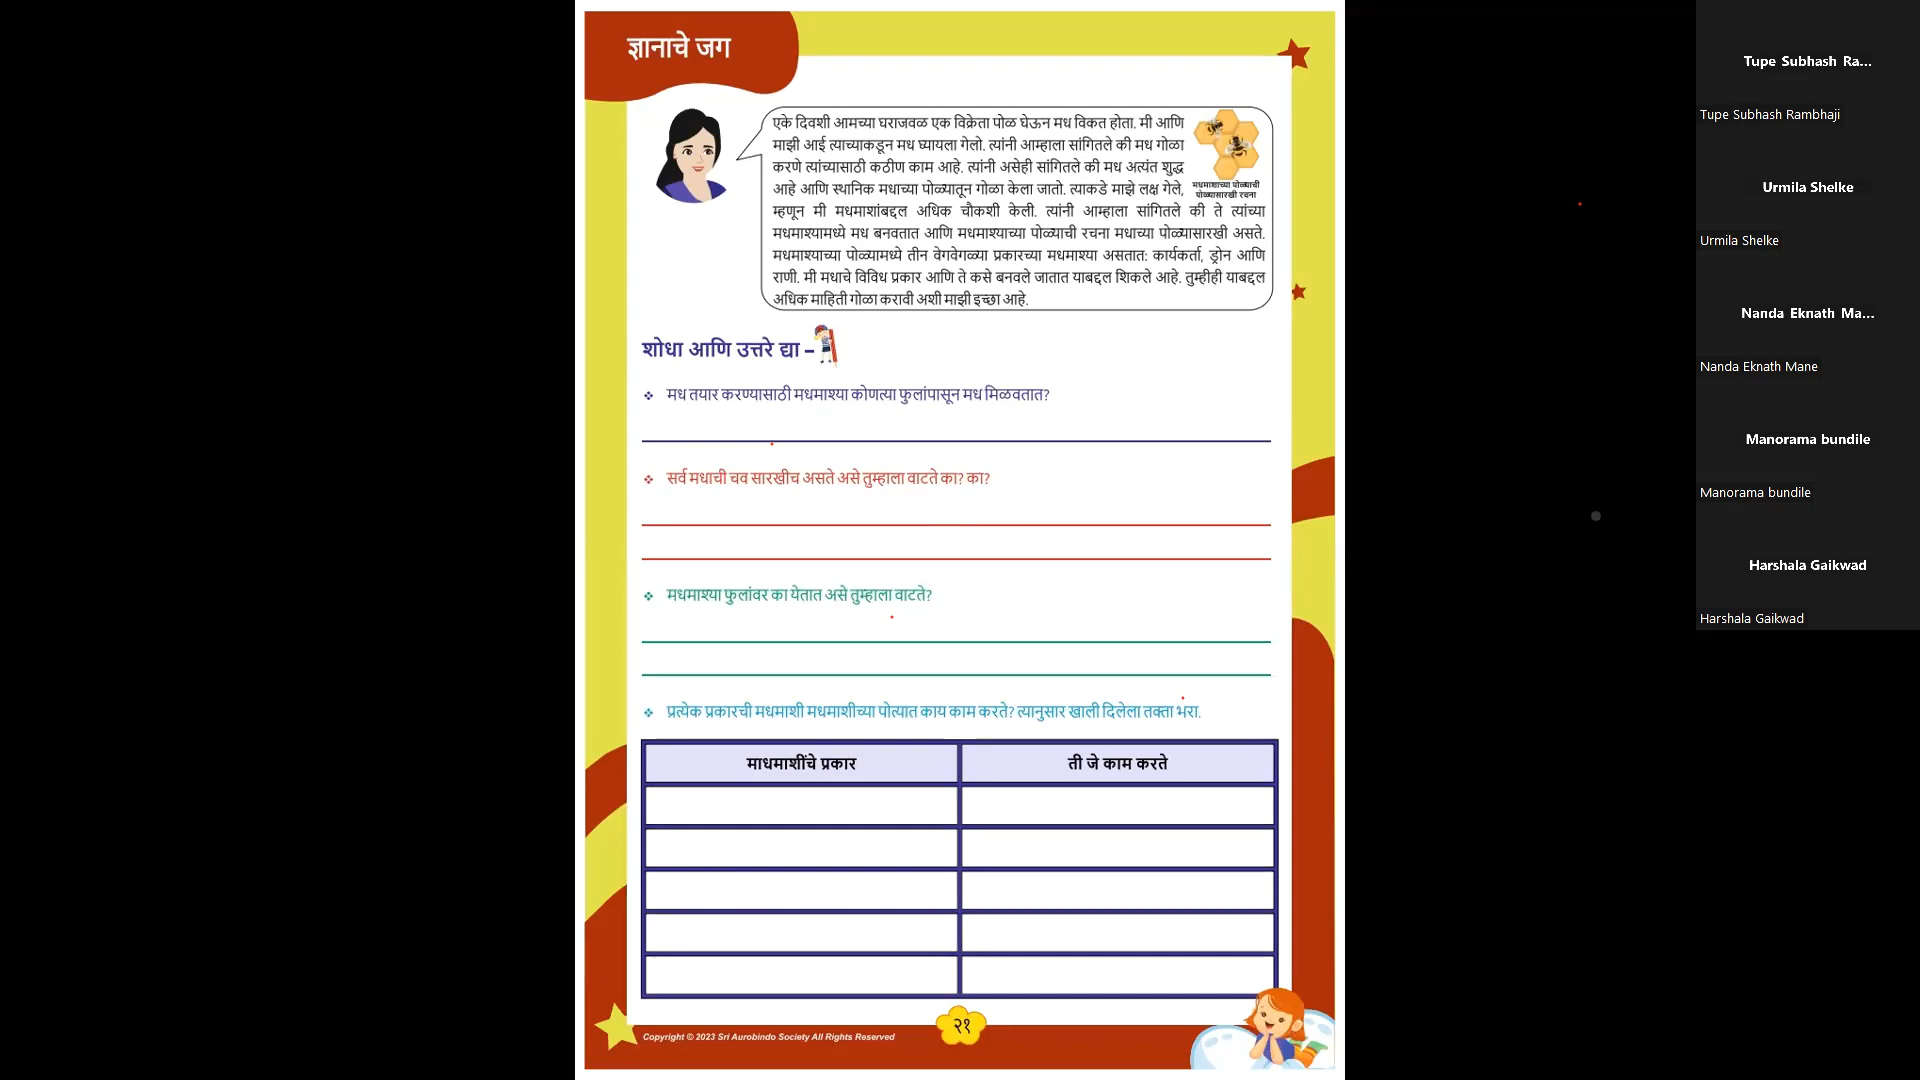 ज्ञानाचे जग
एके दिवशी आमच्या घराजवळ एक विक्रेता पोळ घेऊन मध विकत होता. मी आणि
माझी आई त्याच्याकडून मध घ्यायला गेलो. त्यांनी आम्हाला सांगितले की मध गोळा
करणे त्यांच्यासाठी कठीण काम आहे. त्यांनी असेही सांगितले की मध अत्यंत शुद्ध
आहे आणि स्थानिक मधाच्या पोळ्यातून गोळा केला जातो. त्याकडे माझे लक्ष गेले,
म्हणून मी मधमाशांबद्दल अधिक चौकशी केली. त्यांनी आम्हाला सांगितले की ते त्यांच्या
मधमाश्यामध्ये मध बनवतात आणि मधमाश्याच्या पोळ्याची रचना मधाच्या पोळ्यासारखी असते.
मधमाश्याच्या पोळ्यामध्ये तीन वेगवेगळ्या प्रकारच्या मधमाश्या असतात: कार्यकर्ता, ड्रोन आणि
राणी. मी मधाचे विविध प्रकार आणि ते कसे बनवले जातात याबद्दल शिकले आहे. तुम्हीही याबद्दल
अधिक माहिती गोळा करावी अशी माझी इच्छा आहे.
मधमाशाच्या पोळ्याची
पोळ्यासारखी रचना
शोधा आणि उत्तरे द्या –
❖ मध तयार करण्यासाठी मधमाश्या कोणत्या फुलांपासून मध मिळवतात?
❖ सर्व मधाची चव सारखीच असते असे तुम्हाला वाटते का? का?
❖ मधमाश्या फुलांवर का येतात असे तुम्हाला वाटते?
❖ प्रत्येक प्रकारची मधमाशी मधमाशीच्या पोत्यात काय काम करते? त्यानुसार खाली दिलेला तक्ता भरा.
माधमाशींचे प्रकार
ती जे काम करते
Copyright © 2023 Sri Aurobindo Society All Rights Reserved
२१
Tupe Subhash Ra...
Tupe Subhash Rambhaji
Urmila Shelke
Urmila Shelke
Nanda Eknath Ma...
Nanda Eknath Mane
Manorama bundile
Manorama bundile
Harshala Gaikwad
Harshala Gaikwad